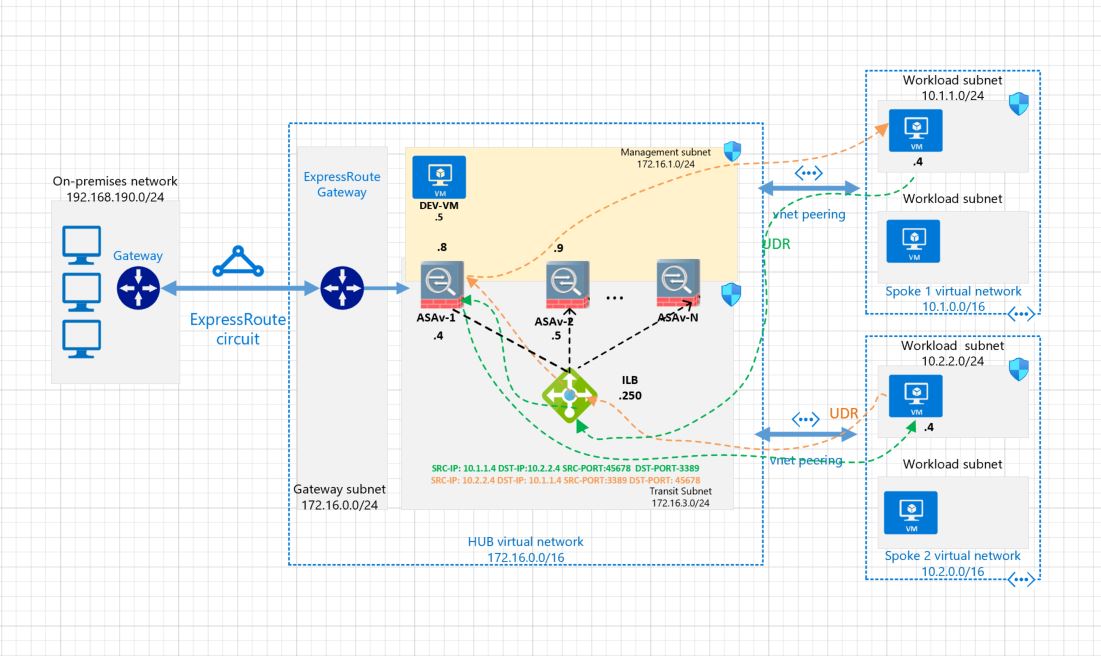 On-premises network
192.168.190.0/24
Gateway
ExpressRoute
circuit
ExpressRoute
Gateway
Gateway subnet
172.16.0.0/24
Management subnet
172.16.1.0/24
VM
DEV-VM
.5
.8
.9
ASAv-1
.4
ASAv-2
.5
...
ASAv-N
ILB
.250
SRC-IP: 10.1.1.4 DST-IP:10.2.2.4 SRC-PORT:45678 DST-PORT-3389
SRC-IP: 10.2.2.4 DST-IP: 10.1.1.4 SRC-PORT:3389 DST-PORT: 45678
Transit Subnet
172.16.3.0/24
HUB virtual network
172.16.0.0/16
vnet peering
UDR
UDR
vnet peering
Workload subnet
10.1.1.0/24
VM
.4
Workload subnet
VM
Spoke 1 virtual network
10.1.0.0/16
Workload subnet
10.2.2.0/24
VM
.4
Workload subnet
VM
Spoke 2 virtual network
10.2.0.0/16